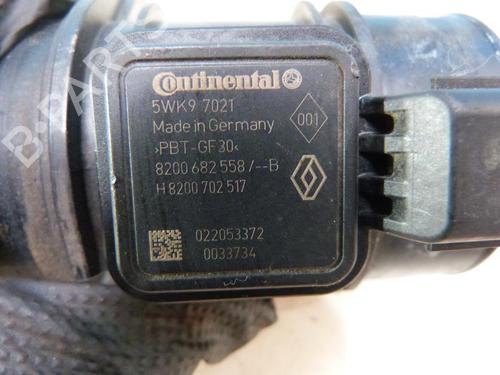 Continental
5WK9 7021
Made in Germany
001
>PBT-GF30<
8200 682 558 /--B
H 8200 702 517
022053372
0033734
B-PARTS